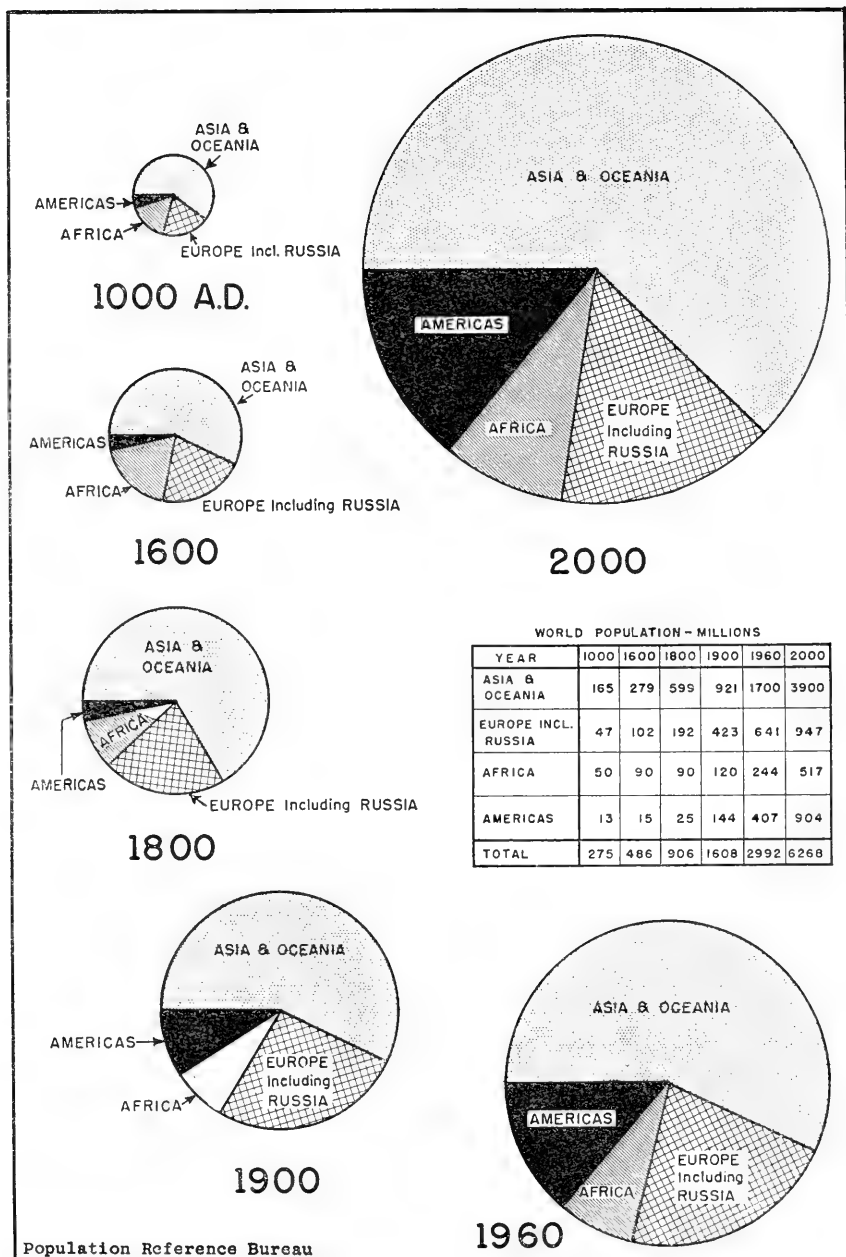 ASIA &
OCEANIA
AMERICAS
AFRICA
EUROPE Incl. RUSSIA
1000 A.D.
ASIA & OCEANIA
AMERICAS
AFRICA
EUROPE
Including
RUSSIA
2000
ASIA &
OCEANIA
AMERICAS
AFRICA
EUROPE Including RUSSIA
1600
ASIA &
OCEANIA
AFRICA
AMERICAS
EUROPE Including RUSSIA
1800
WORLD POPULATION - MILLIONS
YEAR 1000 1600 1800 1900 1960 2000
ASIA &
OCEANIA 165 279 599 921 1700 3900
EUROPE INCL.
RUSSIA 47 102 192 423 641 947
AFRICA 50 90 90 120 244 517
AMERICAS 13 15 25 144 407 904
TOTAL 275 486 906 1608 2992 6268
ASIA & OCEANIA
AMERICAS
EUROPE
Including
RUSSIA
AFRICA
1900
ASIA & OCEANIA
AMERICAS
AFRICA
EUROPE
Including
RUSSIA
1960
Population Reference Bureau